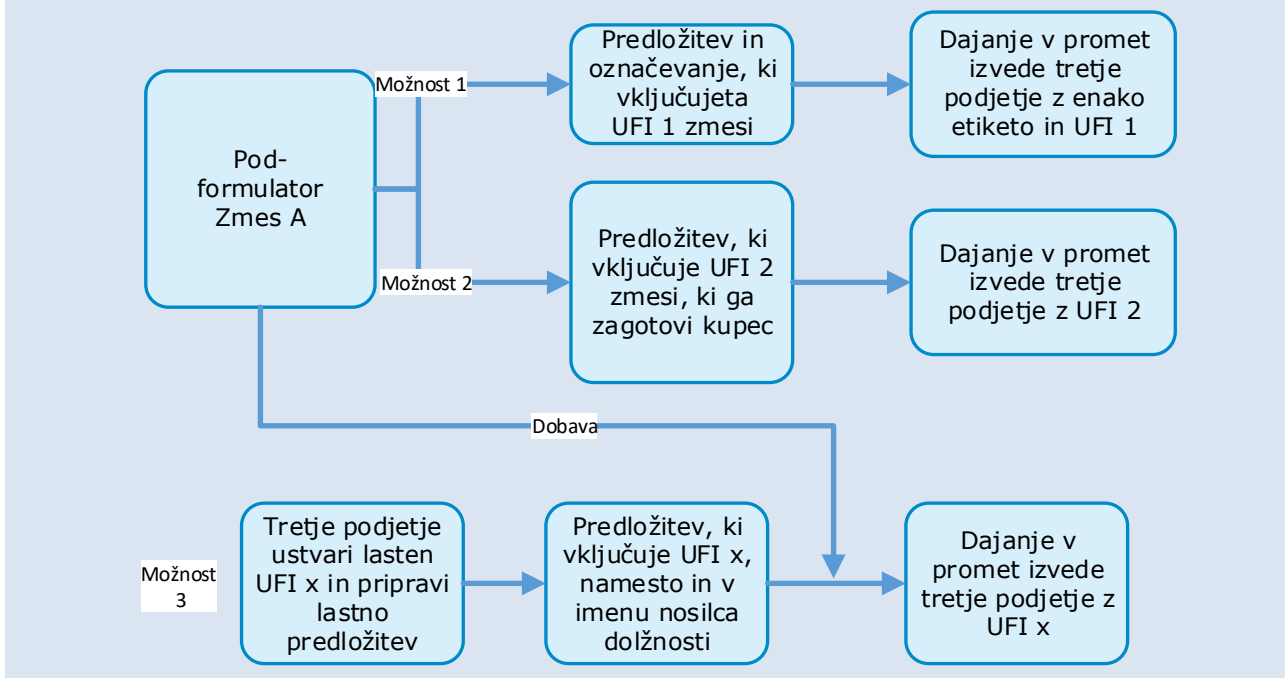 Pod-
formulator
Zmes A
Možnost 1
Predložitev in
označevanje, ki
vključujeta
UFI 1 zmesi
Dajanje v promet
izvede tretje
podjetje z enako
etiketo in UFI 1
Možnost 2
Predložitev, ki
vključuje UFI 2
zmesi, ki ga
zagotovi kupec
Dajanje v promet
izvede tretje
podjetje z UFI 2
Dobava
Možnost
3
Tretje podjetje
ustvari lasten
UFI x in pripravi
lastno
predložitev
Predložitev, ki
vključuje UFI x,
namesto in v
imenu nosilca
dolžnosti
Dajanje v
promet izvede
tretje podjetje z
UFI x